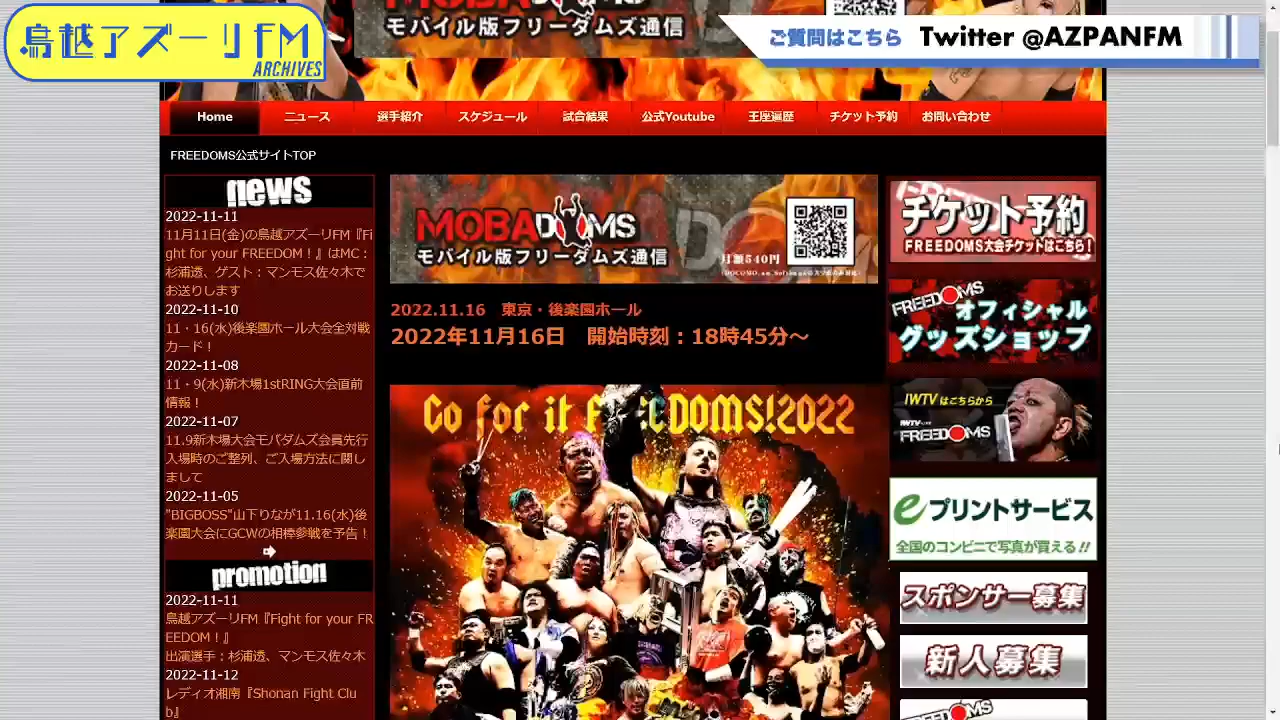 鳥越アズーリFM
ARCHIVES
ご質問はこちら Twitter @AZPANFM
モバイル版フリーダムズ通信
Home ニュース 選手紹介 スケジュール 試合結果 公式Youtube 王座遍歴 チケット予約 お問い合わせ
FREEDOMS公式サイトTOP
news
2022-11-11
11月11日(金)の鳥越アズーリFM『Fi
ght for your FREEDOM！』はMC：
杉浦透、ゲスト：マンモス佐々木で
お送りします
2022-11-10
11・16(水)後楽園ホール大会全対戦
カード！
2022-11-08
11・9(水)新木場1stRING大会直前
情報！
2022-11-07
11.9新木場大会モバダムズ会員先行
入場時のご整列、ご入場方法に関し
まして
2022-11-05
"BIGBOSS"山下りなが11.16(水)後
楽園大会にGCWの相棒参戦を予告！
promotion
2022-11-11
鳥越アズーリFM『Fight for your FR
EEDOM！』
出演選手：杉浦透、マンモス佐々木
2022-11-12
レディオ湘南『Shonan Fight Clu
b』
MOBADOMS
モバイル版フリーダムズ通信
月額540円
2022.11.16 東京・後楽園ホール
2022年11月16日 開始時刻：18時45分～
Go for it FREEDOMS!2022
チケット予約
FREEDOMS大会チケットはこちら！
FREEDOMS
オフィシャル
グッズショップ
IWTVはこちらから
FREEDOMS
eプリントサービス
全国のコンビニで写真が買える!!
スポンサー募集
新人募集
FREEDOMS